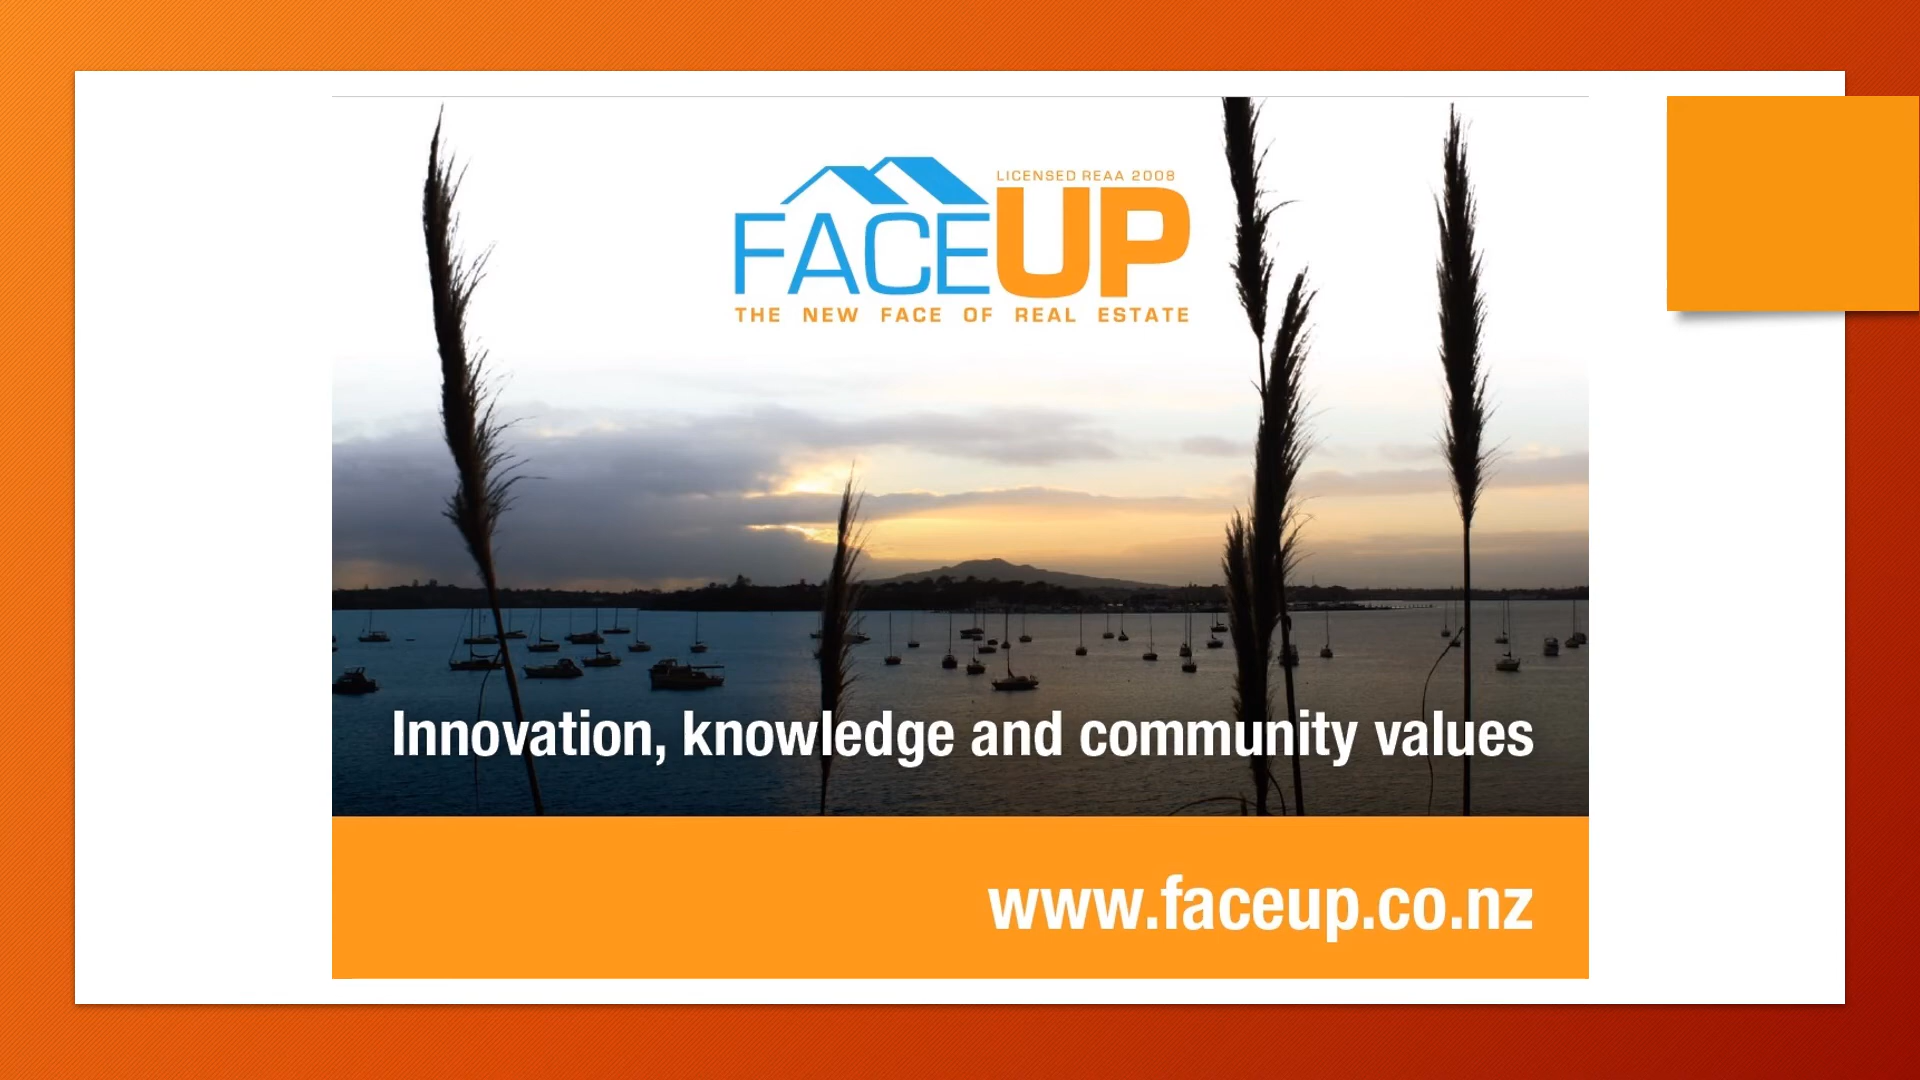 LICENSED REAA 2008
FACEUP
THE NEW FACE OF REAL ESTATE
Innovation, knowledge and community values
www.faceup.co.nz